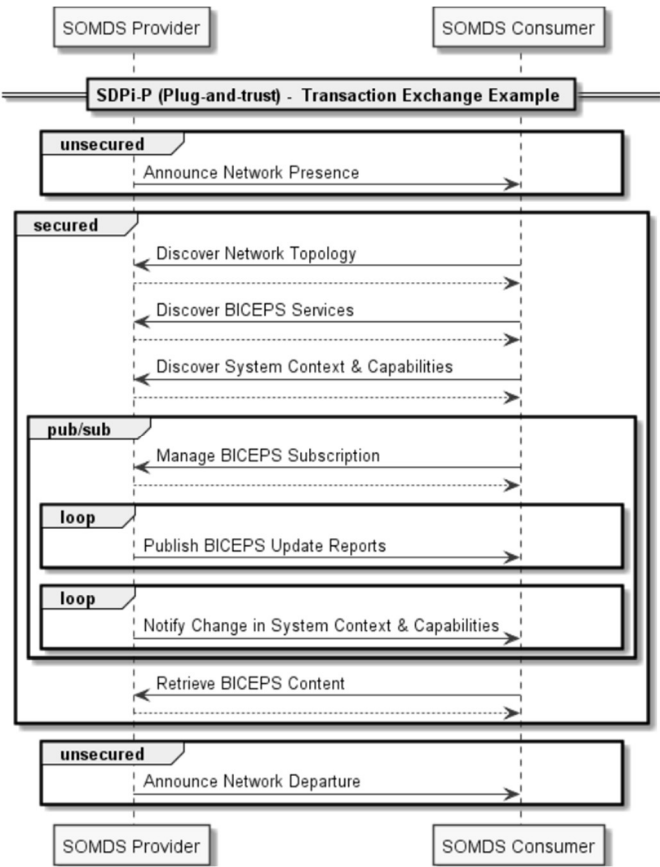 SOMDS Provider SOMDS Consumer
SDPi-P (Plug-and-trust) - Transaction Exchange Example
unsecured
Announce Network Presence
secured
Discover Network Topology
Discover BICEPS Services
Discover System Context & Capabilities
pub/sub
Manage BICEPS Subscription
loop
Publish BICEPS Update Reports
loop
Notify Change in System Context & Capabilities
Retrieve BICEPS Content
unsecured
Announce Network Departure
SOMDS Provider SOMDS Consumer